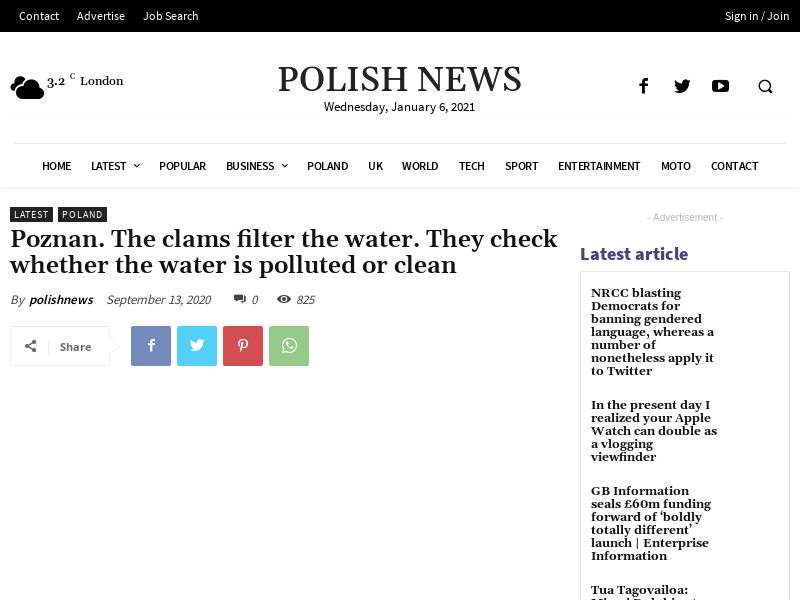 Contact Advertise Job Search Sign in / Join
3.2 C London
POLISH NEWS
Wednesday, January 6, 2021
HOME LATEST POPULAR BUSINESS POLAND UK WORLD TECH SPORT ENTERTAINMENT MOTO CONTACT
LATEST POLAND
Poznan. The clams filter the water. They check
whether the water is polluted or clean
By polishnews September 13, 2020 0 825
Share
- Advertisement -
Latest article
NRCC blasting
Democrats for
banning gendered
language, whereas a
number of
nonetheless apply it
to Twitter
In the present day I
realized your Apple
Watch can double as
a vlogging
viewfinder
GB Information
seals £60m funding
forward of ‘boldly
totally different’
launch | Enterprise
Information
Tua Tagovailoa: